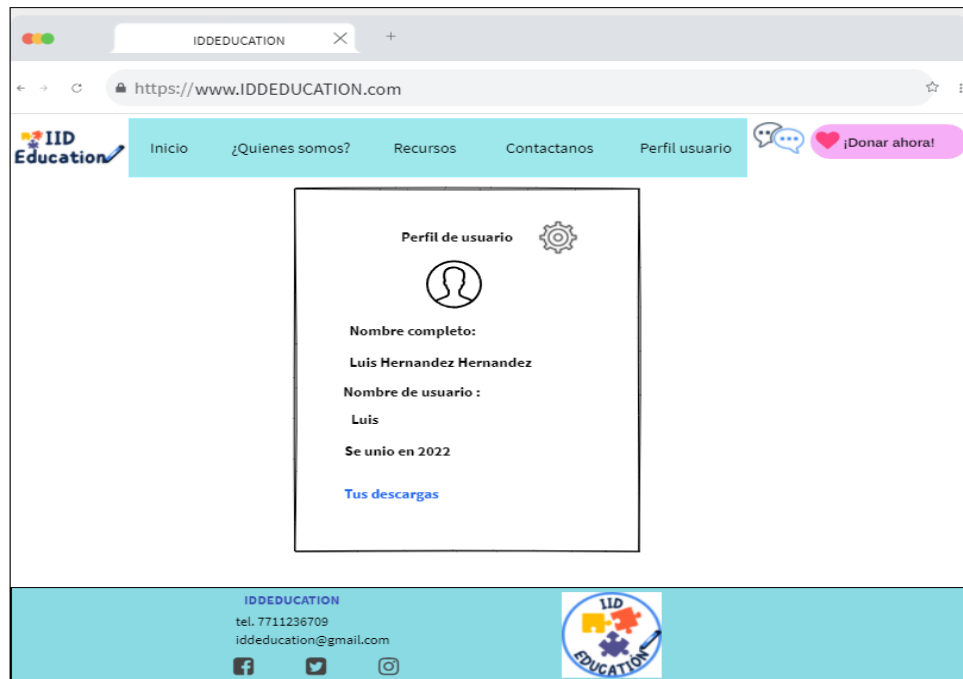 IDDEDUCATION
https://www.IDDEDUCATION.com
IID
Education
Inicio
¿Quienes somos?
Recursos
Contactanos
Perfil usuario
¡Donar ahora!
Perfil de usuario
Nombre completo:
Luis Hernandez Hernandez
Nombre de usuario :
Luis
Se unio en 2022
Tus descargas
IDDEDUCATION
tel. 7711236709
iddeducation@gmail.com
IID
EDUCATIÓN